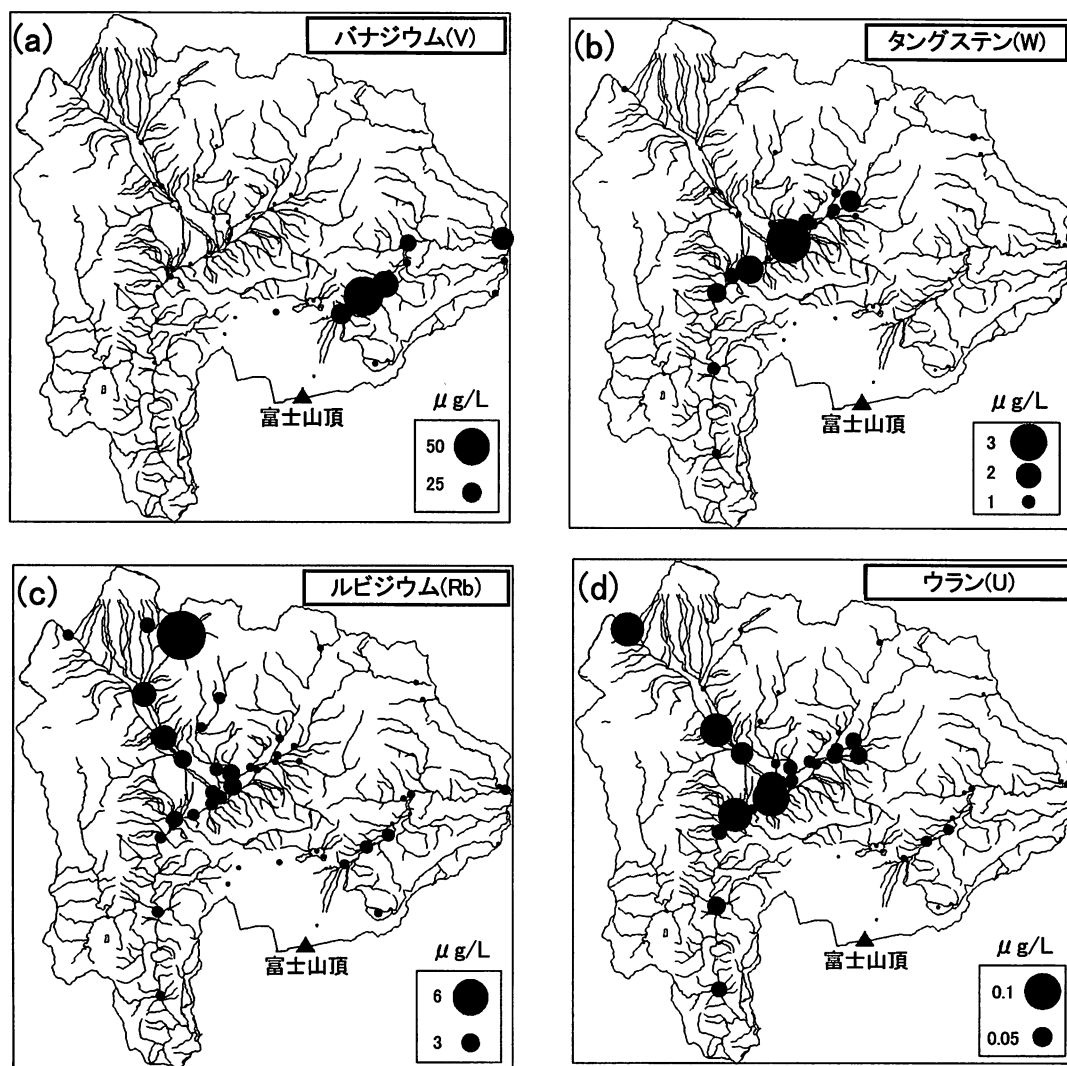 (a)
バナジウム(V)
富士山頂
μg/L
50
25
(b)
タングステン(W)
富士山頂
μg/L
3
2
1
(c)
ルビジウム(Rb)
富士山頂
μg/L
6
3
(d)
ウラン(U)
富士山頂
μg/L
0.1
0.05